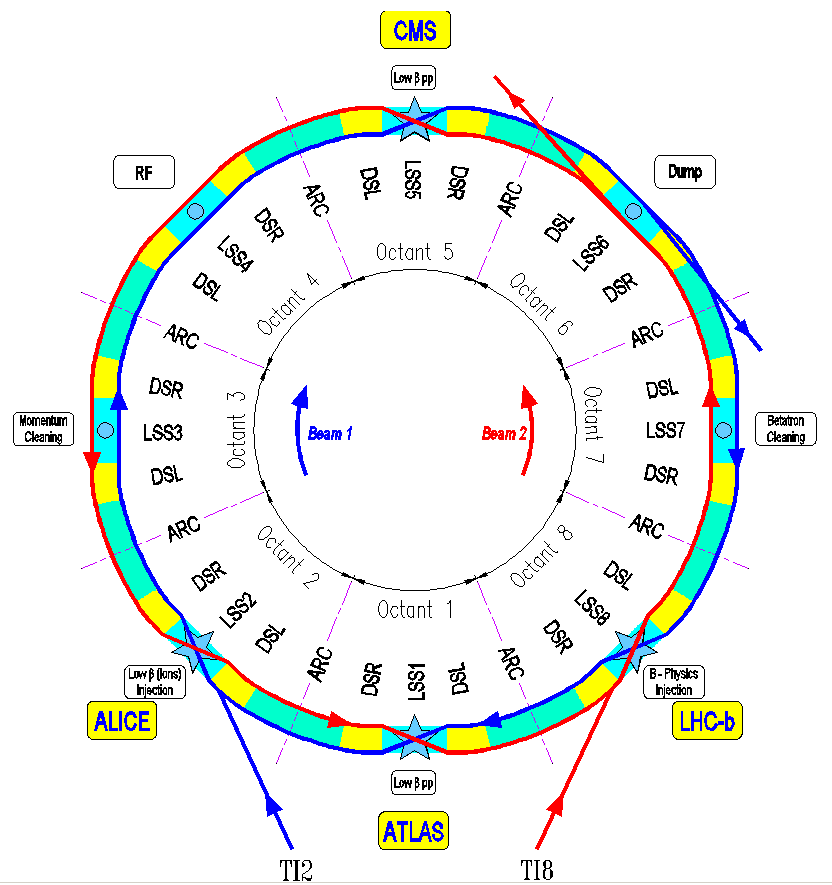 CMS
Low β pp
RF
Dump
DSL
LSS5
DSR
ARC
ARC
DSR
LSS4
DSL
DSL
LSS6
DSR
Octant 5
Octant 4
Octant 6
ARC
ARC
DSR
LSS3
DSL
Momentum
Cleaning
Octant 3
Beam 1
Beam 2
Octant 7
DSL
LSS7
DSR
Betatron
Cleaning
ARC
ARC
Octant 2
Octant 8
Octant 1
DSR
LSS2
DSL
DSL
LSS8
DSR
ARC
ARC
DSR
LSS1
DSL
Low β (Ions)
Injection
B - Physics
Injection
ALICE
LHC-b
Low β pp
ATLAS
TI2
TI8